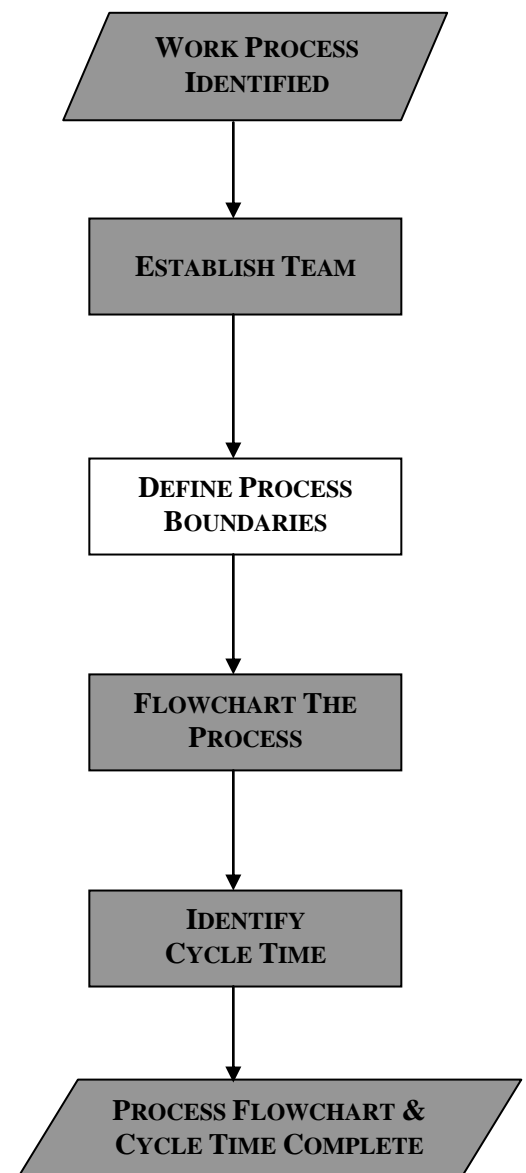 WORK PROCESS
IDENTIFIED
ESTABLISH TEAM
DEFINE PROCESS
BOUNDARIES
FLOWCHART THE
PROCESS
IDENTIFY
CYCLE TIME
PROCESS FLOWCHART &
CYCLE TIME COMPLETE